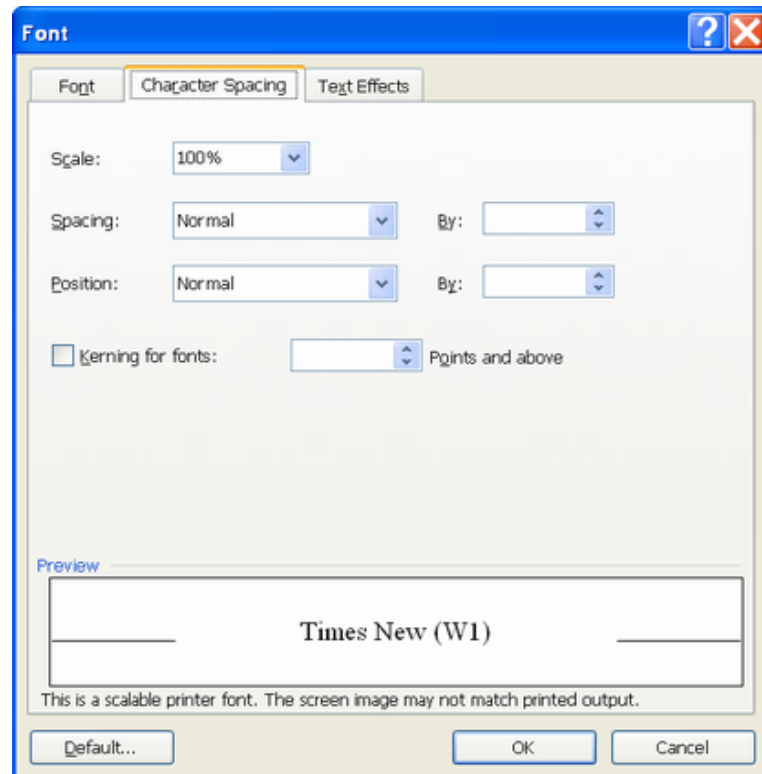 Font
Font Character Spacing Text Effects
Scale: 100%
Spacing: Normal By:
Position: Normal By:
Kerning for fonts: Points and above
Preview
Times New (W1)
This is a scalable printer font. The screen image may not match printed output.
Default... OK Cancel